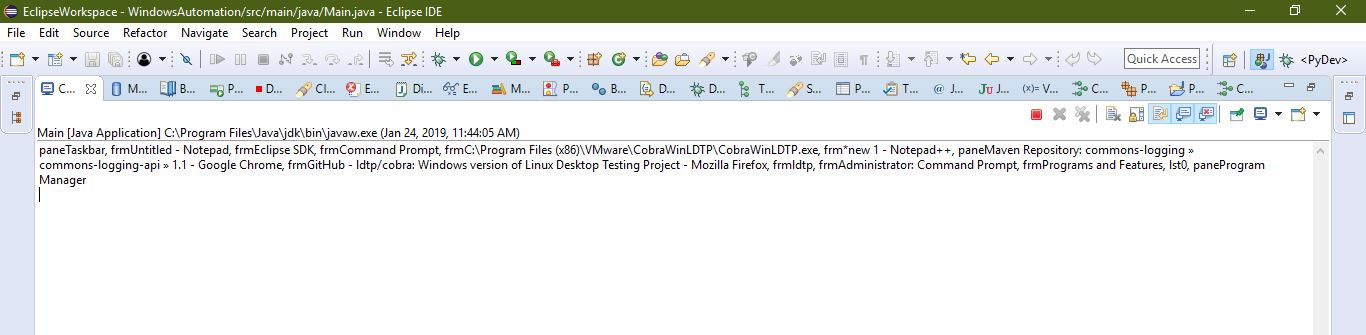 EclipseWorkspace - WindowsAutomation/src/main/java/Main.java - Eclipse IDE
File Edit Source Refactor Navigate Search Project Run Window Help
Quick Access <PyDev>
C... M... B... P... D... Cl... E... Di... E... M... P... B... D... D... T... S... P... T... @ J... Ju J... (x)= V... C... P... P... C...
Main [Java Application] C:\Program Files\Java\jdk\bin\javaw.exe (Jan 24, 2019, 11:44:05 AM)
paneTaskbar, frmUntitled - Notepad, frmEclipse SDK, frmCommand Prompt, frmC:\Program Files (x86)\VMware\CobraWinLDTP\CobraWinLDTP.exe, frm*new 1 - Notepad++, paneMaven Repository: commons-logging »
commons-logging-api » 1.1 - Google Chrome, frmGitHub - ldtp/cobra: Windows version of Linux Desktop Testing Project - Mozilla Firefox, frmldtp, frmAdministrator: Command Prompt, frmPrograms and Features, lst0, paneProgram
Manager